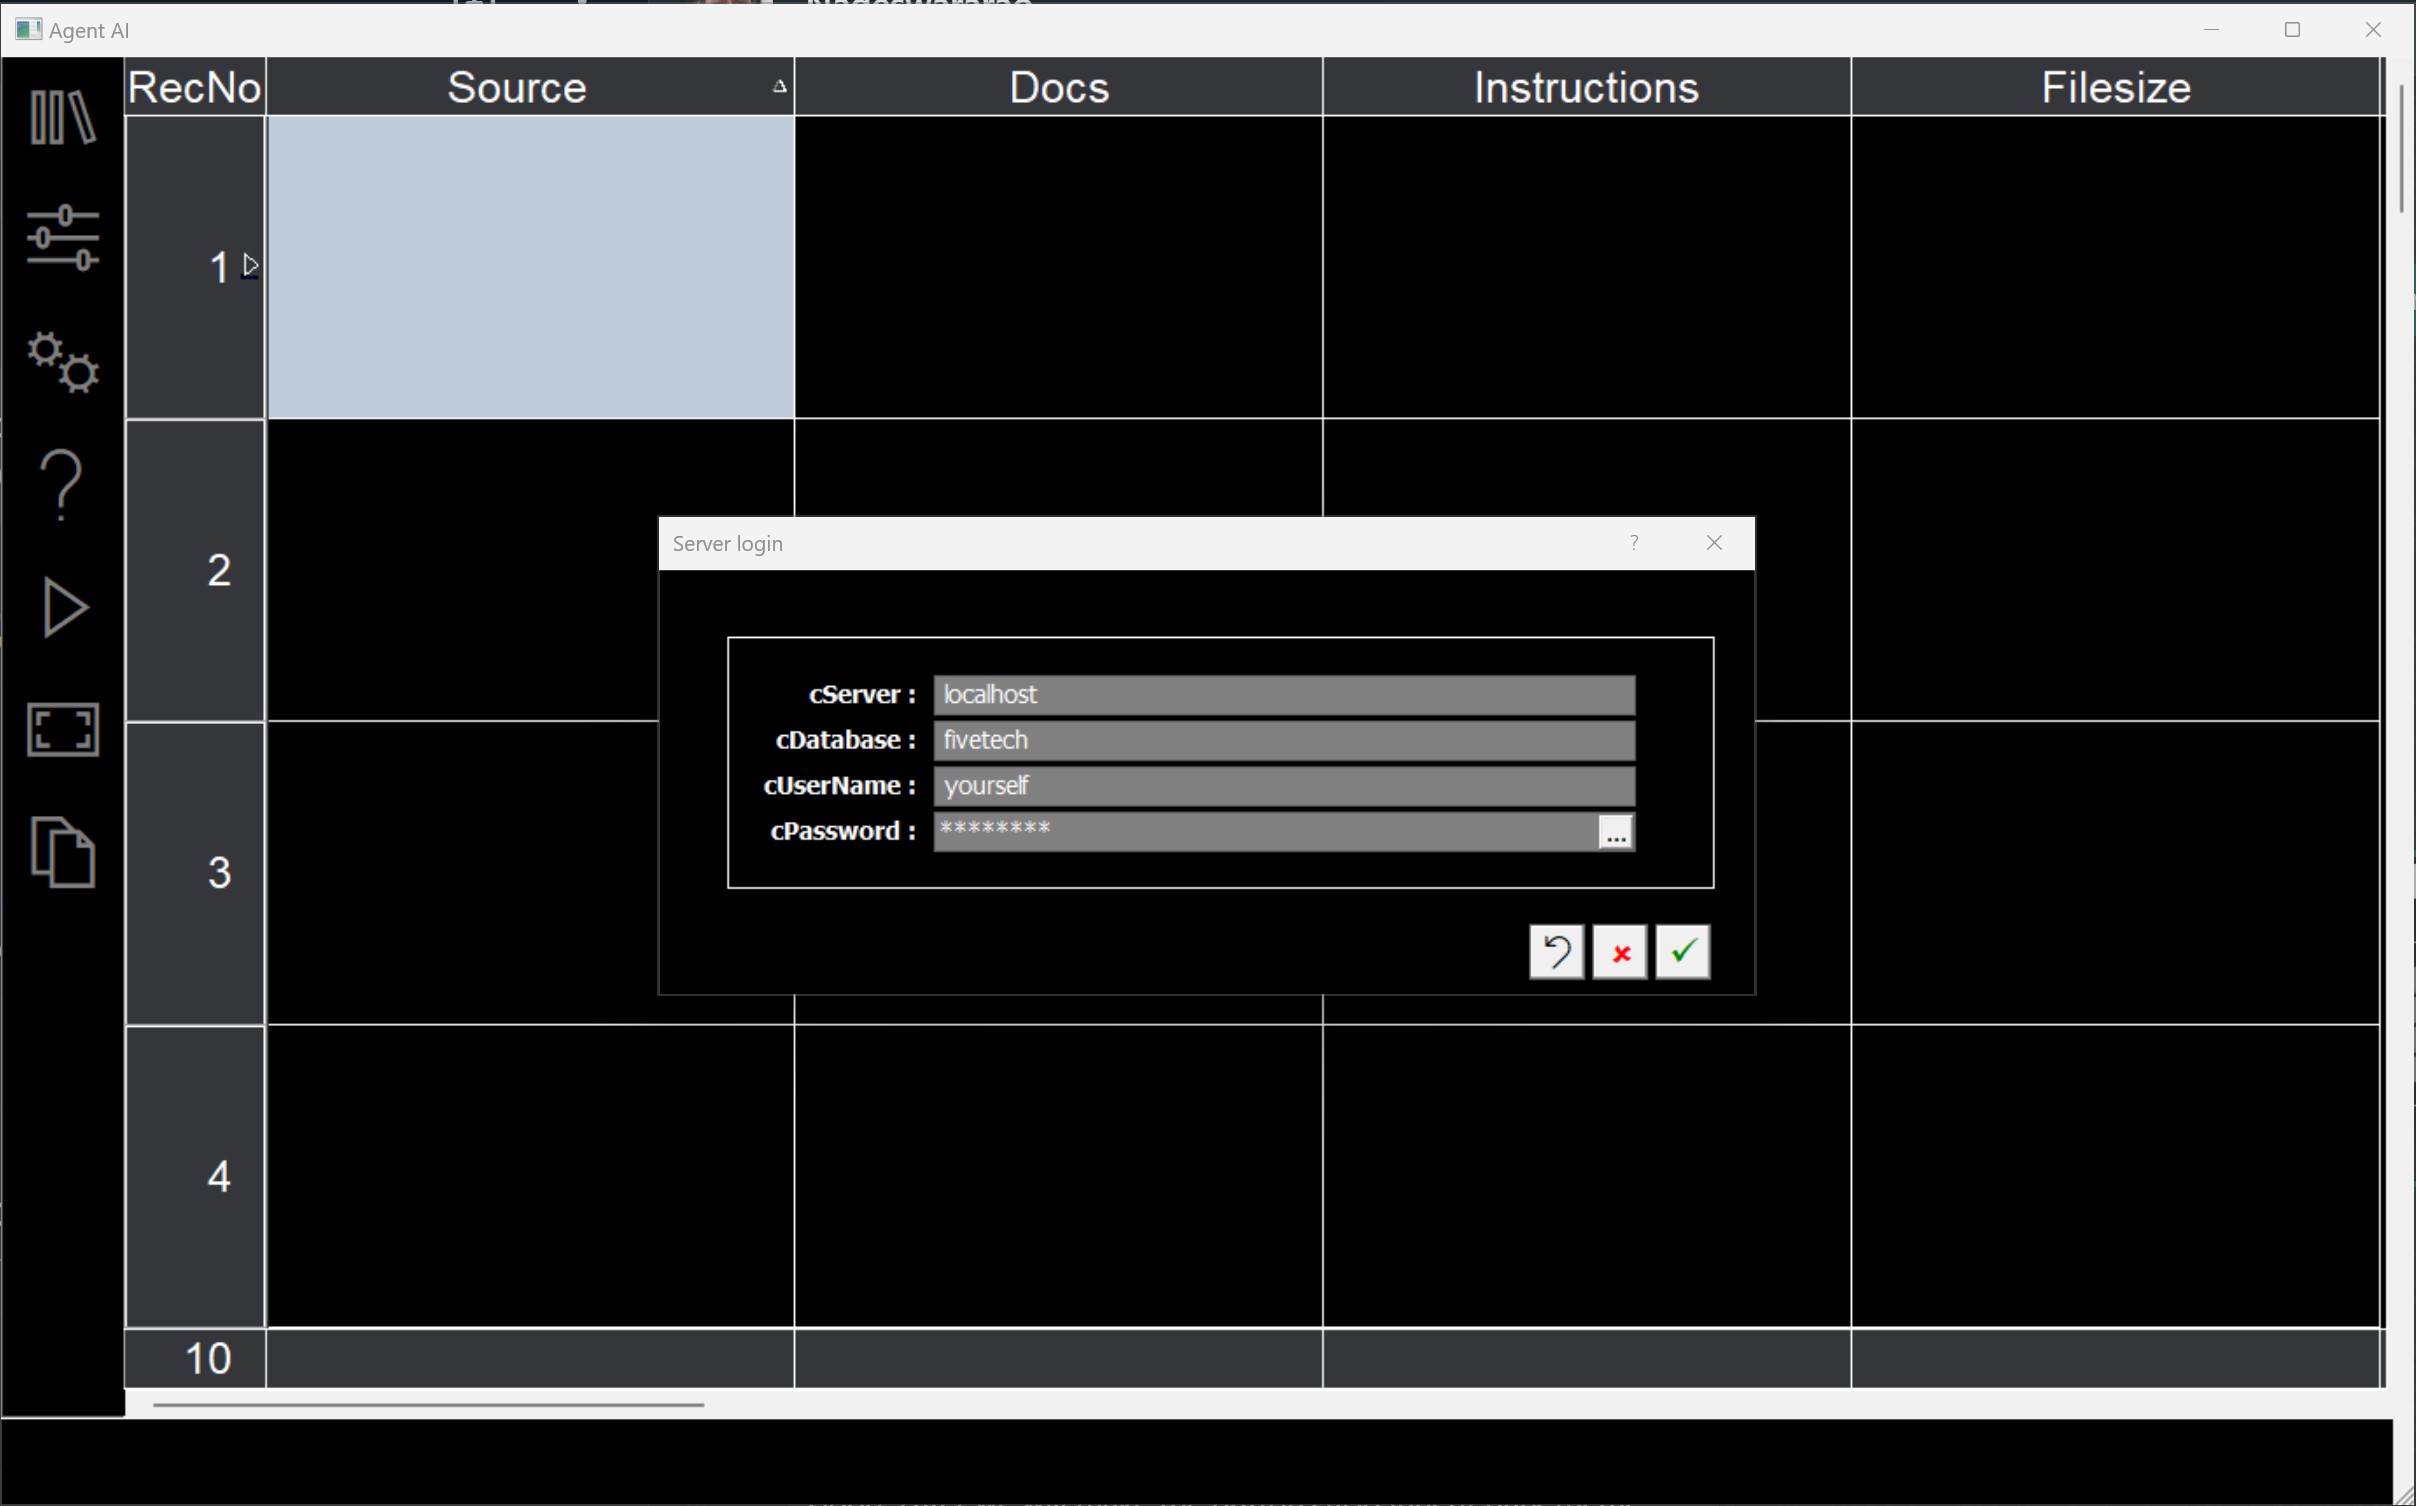 Agent AI
RecNo Source Docs Instructions Filesize
1
2
Server login ?
cServer : localhost
cDatabase : fivetech
cUserName : yourself
cPassword : ******** ...
3
4
10